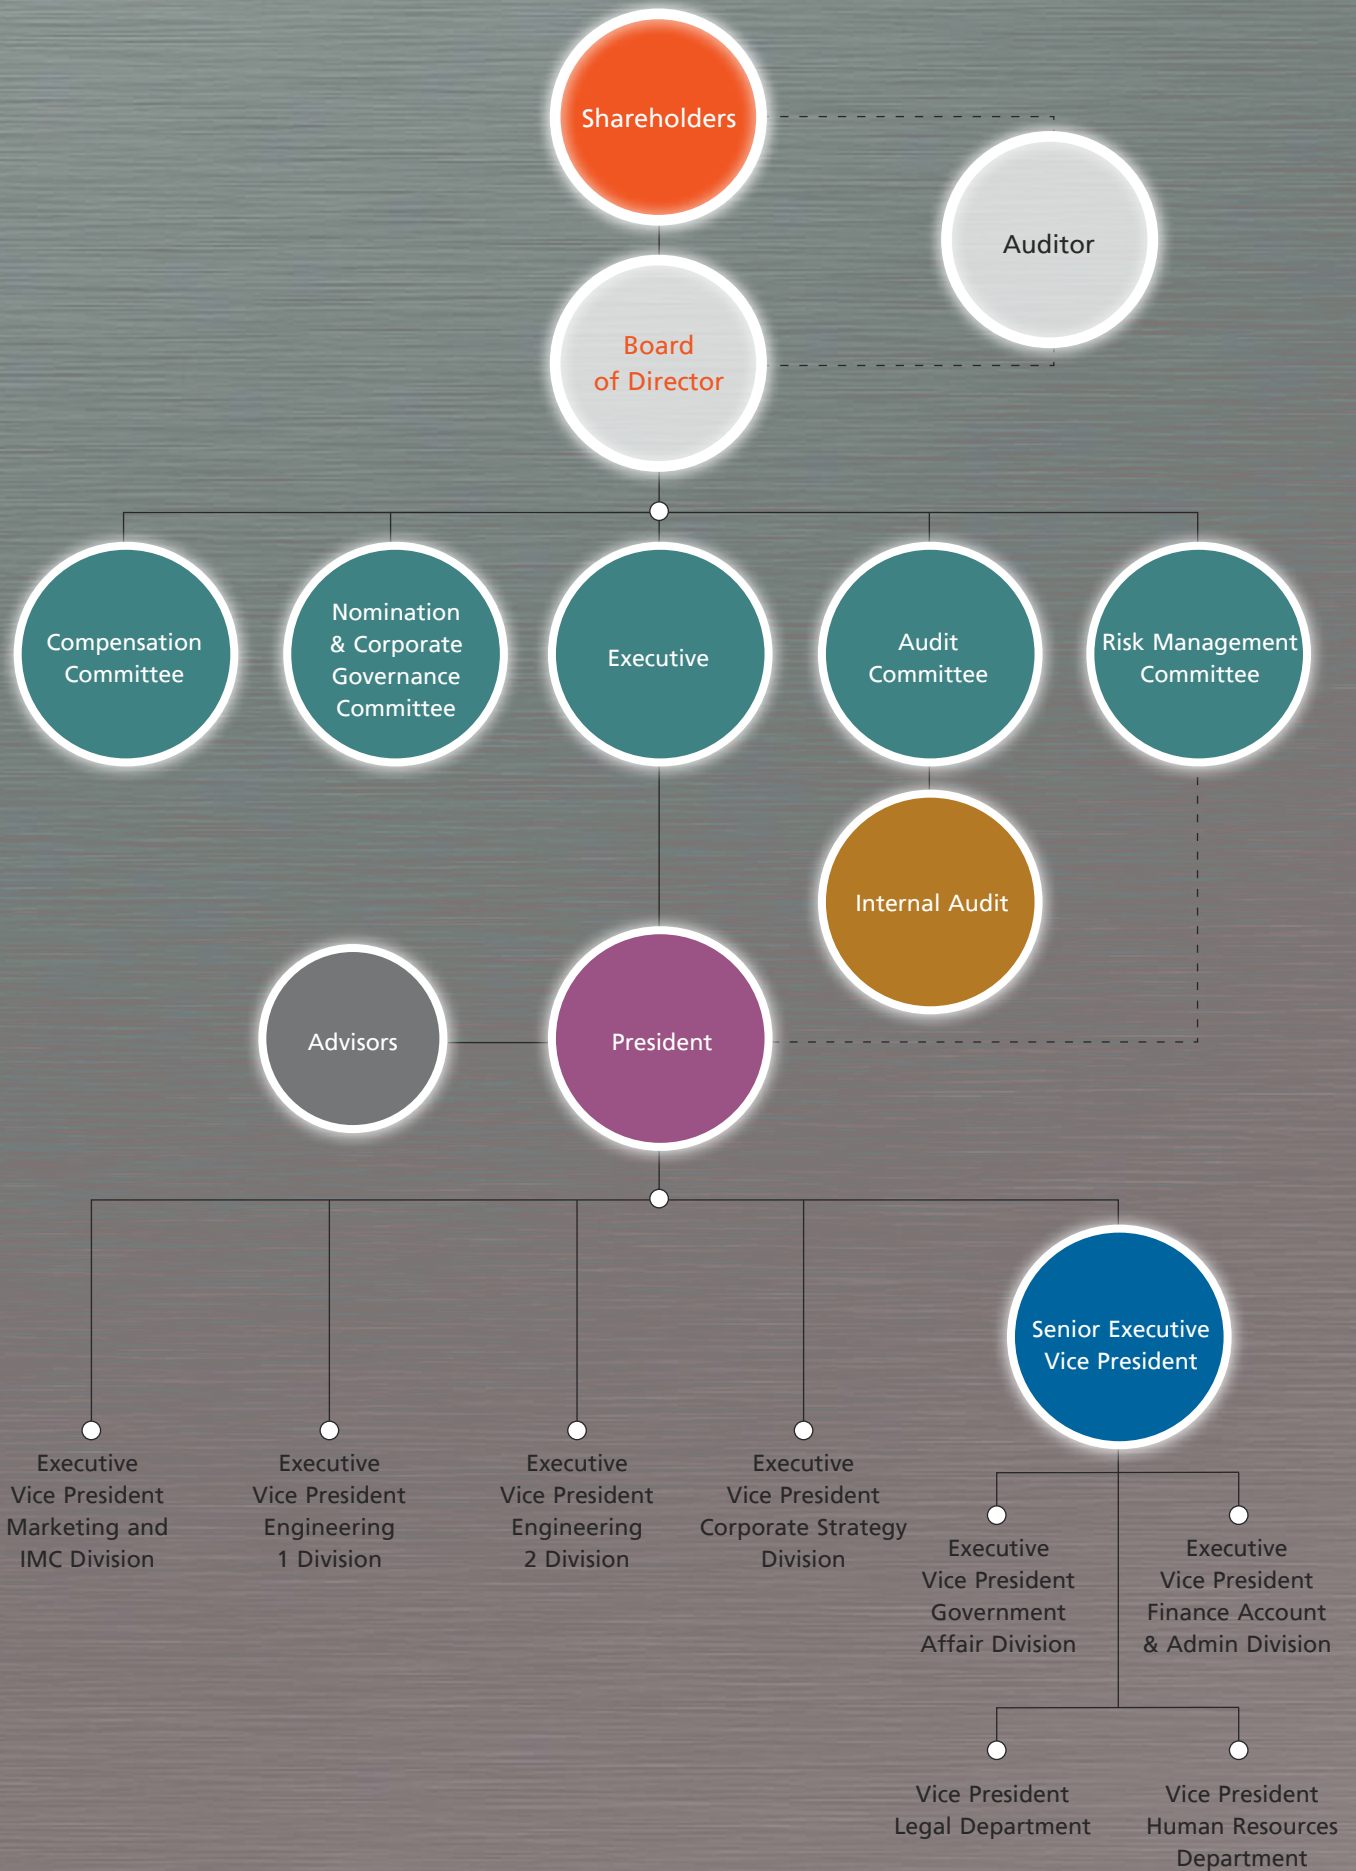 Shareholders
Auditor
Board
of Director
Compensation
Committee
Nomination
& Corporate
Governance
Committee
Executive
Audit
Committee
Risk Management
Committee
Internal Audit
Advisors
President
Senior Executive
Vice President
Executive
Vice President
Marketing and
IMC Division
Executive
Vice President
Engineering
1 Division
Executive
Vice President
Engineering
2 Division
Executive
Vice President
Corporate Strategy
Division
Executive
Vice President
Government
Affair Division
Executive
Vice President
Finance Account
& Admin Division
Vice President
Legal Department
Vice President
Human Resources
Department